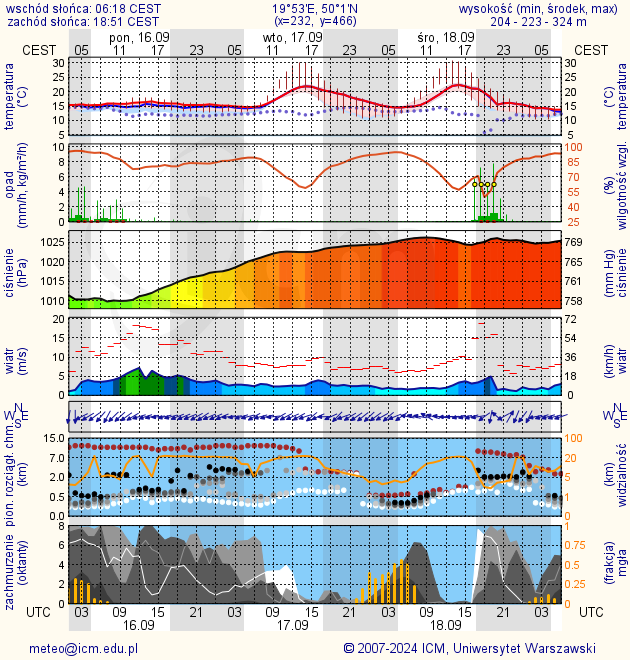 wschód słońca: 06:18 CEST 19°53'E, 50°1'N wysokość (min, środek, max)
zachód słońca: 18:51 CEST (x=232, y=466) 204 - 223 - 324 m
pon, 16.09 wto, 17.09 śro, 18.09
CEST 05 11 17 23 05 11 17 23 05 11 17 23 05 CEST
temperatura (°C) 30 25 20 15 10 5 30 25 20 15 10 5 (°C) temperatura
opad (mm/h, kg/m²/h) 10 8 6 4 2 0 100 85 70 55 40 25 (%) wilgotność wzgl.
ciśnienie (hPa) 1025 1020 1015 1010 769 765 761 758 (mm Hg) ciśnienie
wiatr (m/s) 20 15 10 5 0 72 54 36 18 0 (km/h) wiatr
N W E S N W E S
pion. rozciągł. chm. (km) 15.0 7.0 2.0 0.5 0.0 100 20 5 1 0 (km) widzialność
zachmurzenie (oktanty) 8 6 4 2 0 1 0.75 0.5 0.25 0 (frakcja) mgła
UTC 03 09 15 21 03 09 15 21 03 09 15 21 03 UTC
16.09 17.09 18.09
meteo@icm.edu.pl © 2007-2024 ICM, Uniwersytet Warszawski